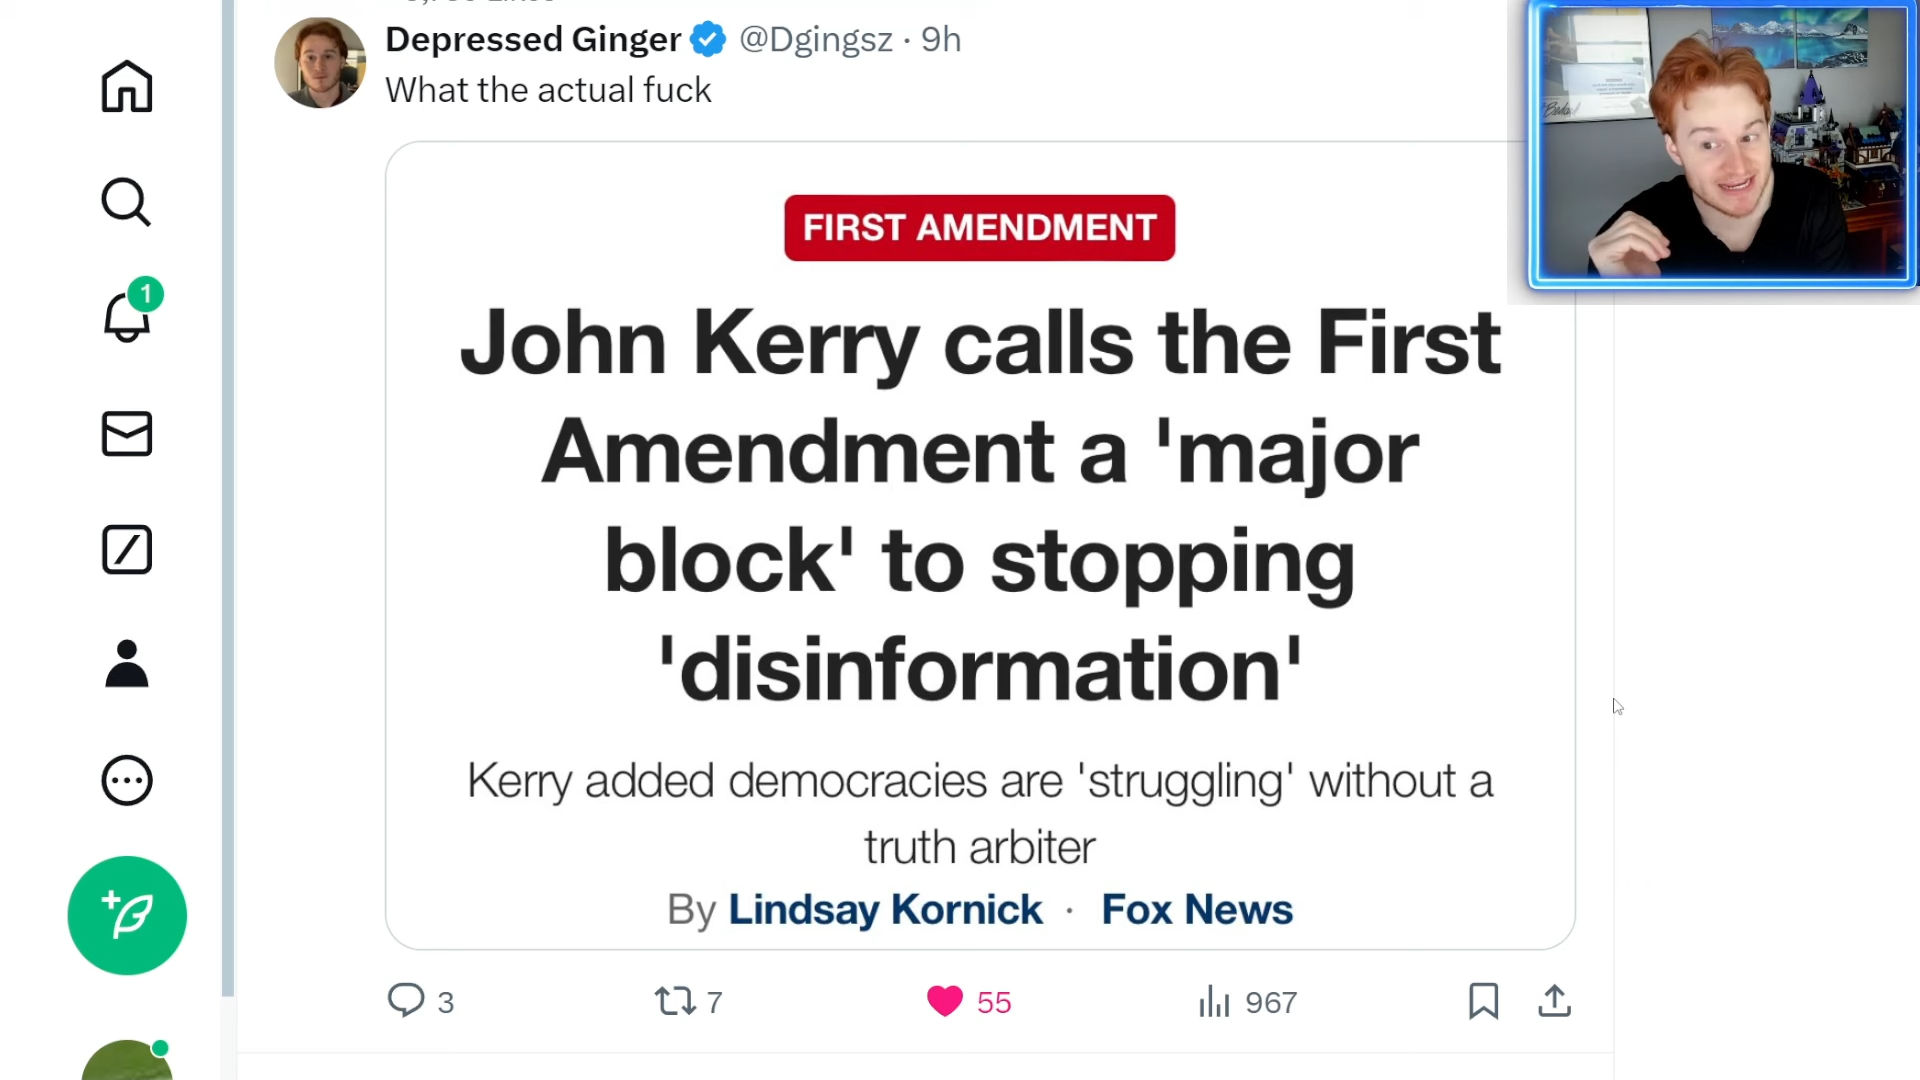 Depressed Ginger @Dgingsz · 9h
What the actual fuck
FIRST AMENDMENT
John Kerry calls the First
Amendment a 'major
block' to stopping
'disinformation'
Kerry added democracies are 'struggling' without a
truth arbiter
By Lindsay Kornick · Fox News
3 7 55 967
1